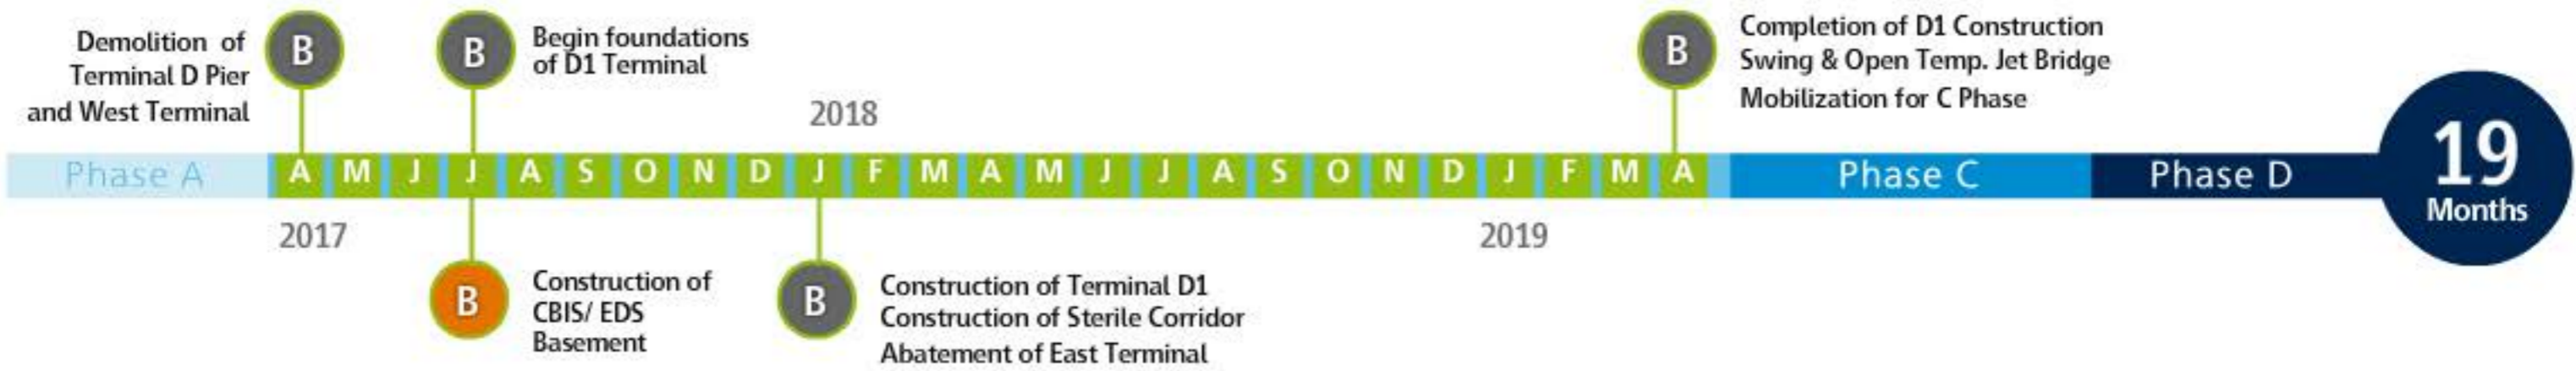 Demolition of
Terminal D Pier
and West Terminal
B
B
Begin foundations
of D1 Terminal
2018
B
Completion of D1 Construction
Swing & Open Temp. Jet Bridge
Mobilization for C Phase
Phase A
A M J J A S O N D J F M A M J J A S O N D J F M A
Phase C
Phase D
19
Months
2017
2019
B
Construction of
CBIS/ EDS
Basement
B
Construction of Terminal D1
Construction of Sterile Corridor
Abatement of East Terminal